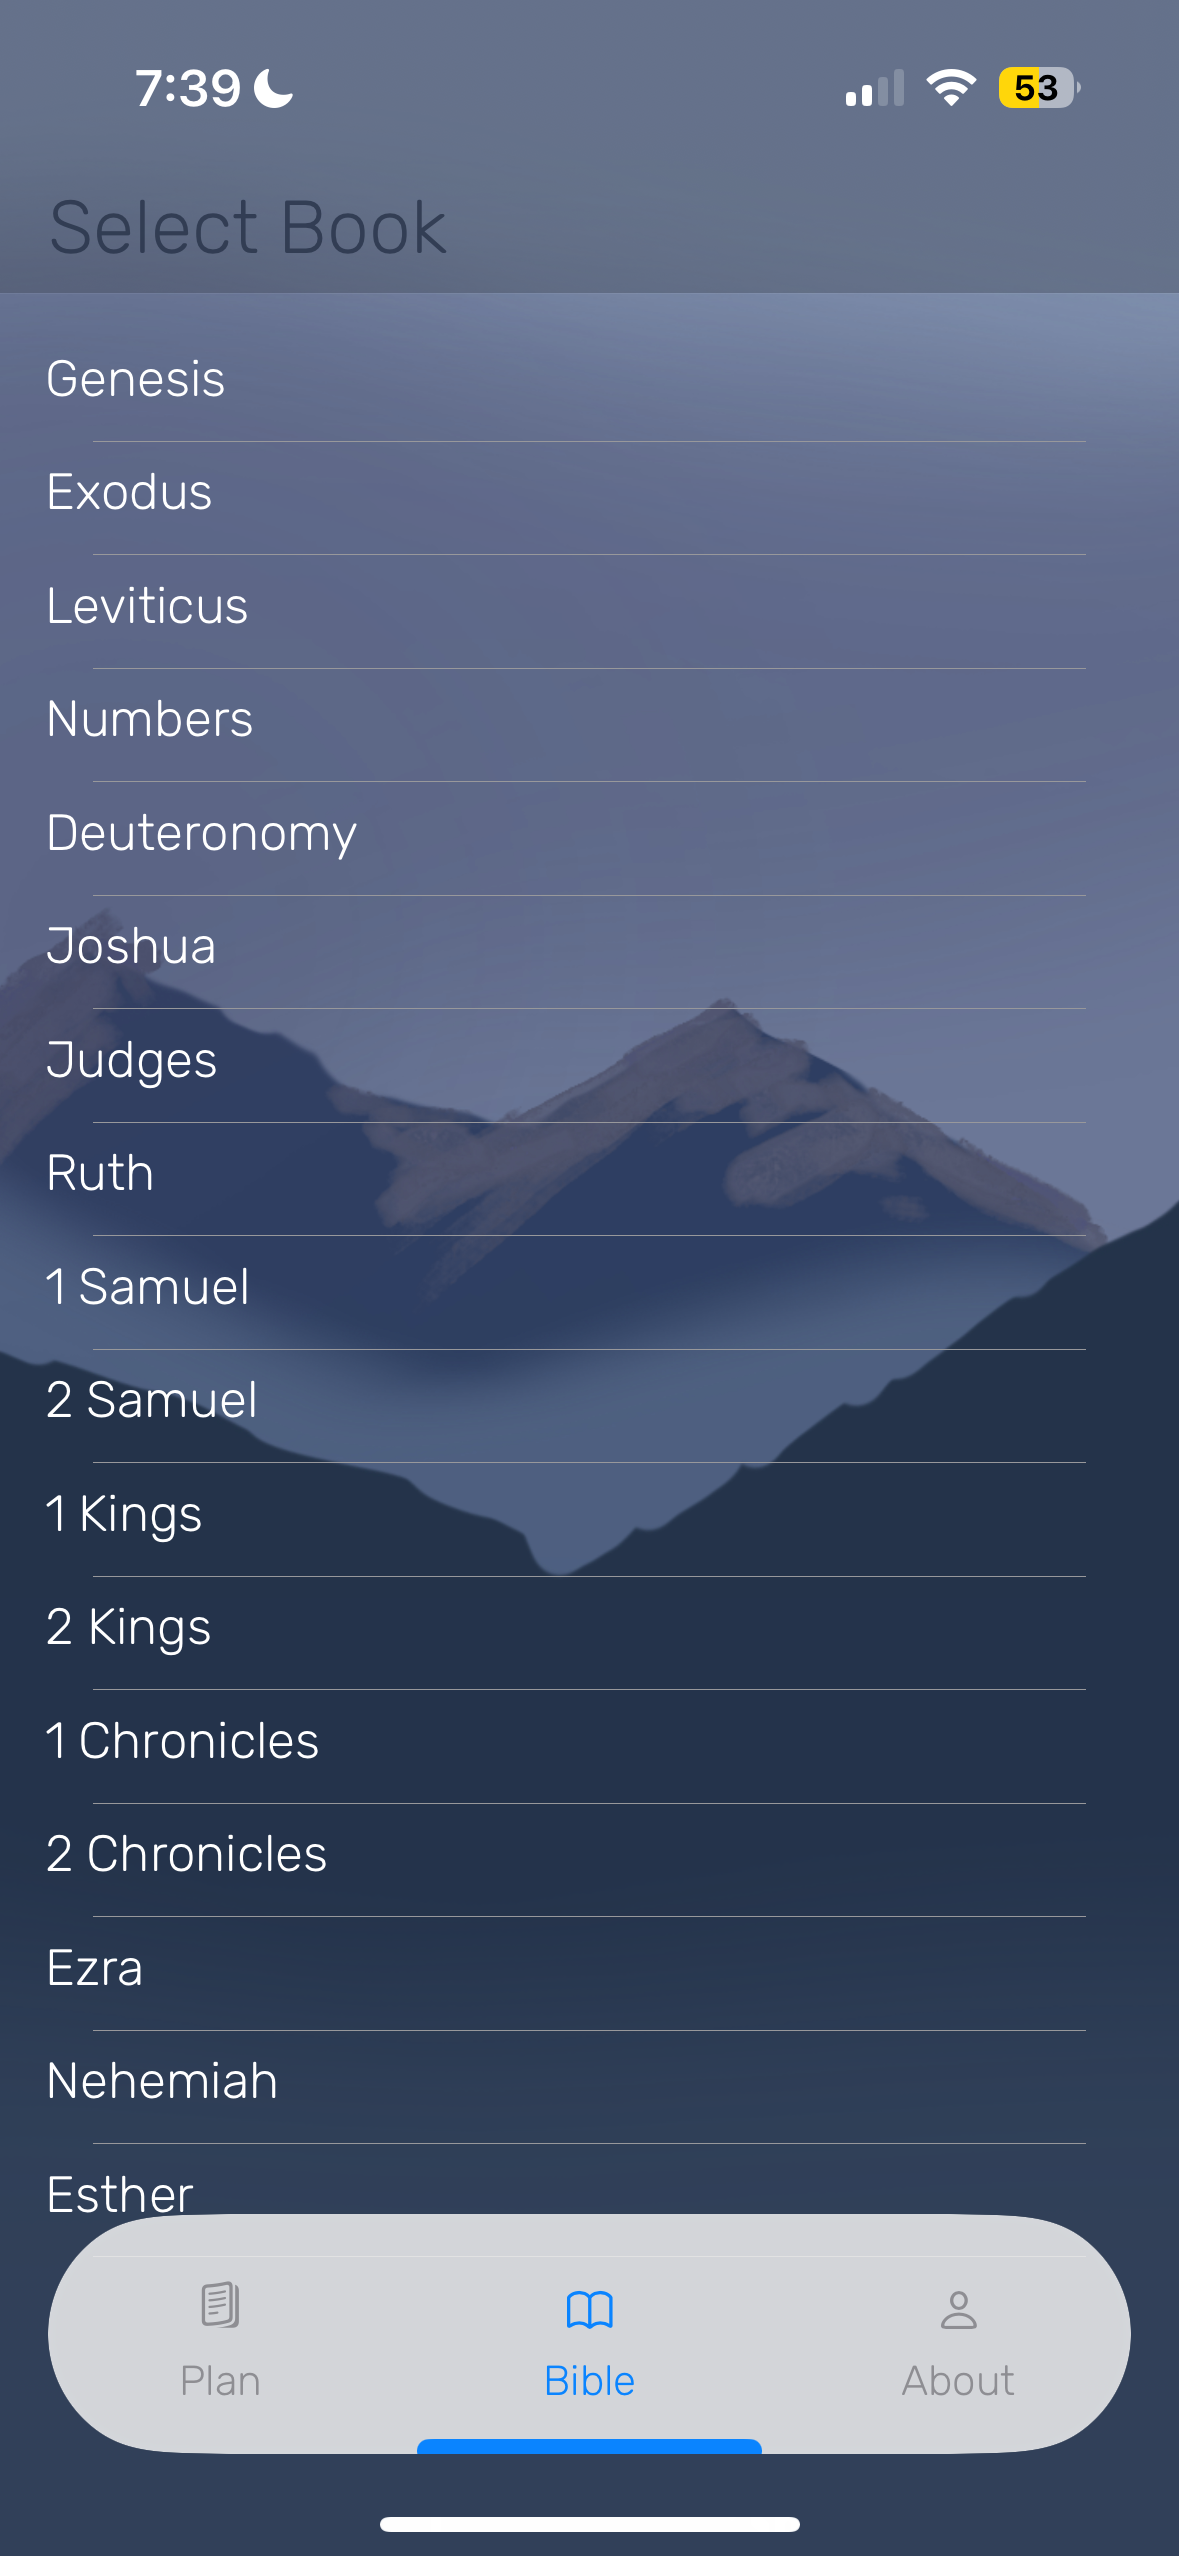 7:39
53
Select Book
Genesis
Exodus
Leviticus
Numbers
Deuteronomy
Joshua
Judges
Ruth
1 Samuel
2 Samuel
1 Kings
2 Kings
1 Chronicles
2 Chronicles
Ezra
Nehemiah
Esther
Plan
Bible
About